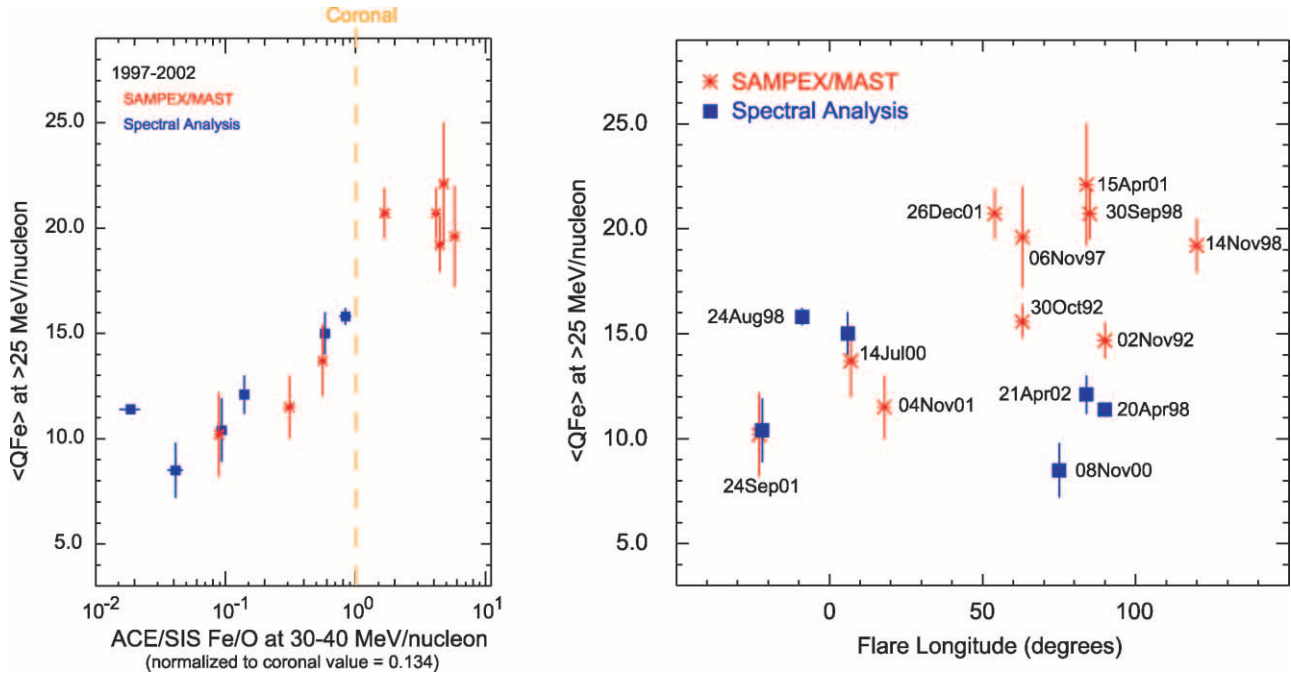 Coronal
1997-2002
SAMPEX/MAST
Spectral Analysis
25.0
20.0
15.0
10.0
5.0
<QFe> at >25 MeV/nucleon
10-2
10-1
100
101
ACE/SIS Fe/O at 30-40 MeV/nucleon
(normalized to coronal value = 0.134)
SAMPEX/MAST
Spectral Analysis
25.0
20.0
15.0
10.0
5.0
<QFe> at >25 MeV/nucleon
15Apr01
26Dec01
30Sep98
14Nov98
06Nov97
30Oct92
24Aug98
02Nov92
14Jul00
04Nov01
21Apr02
20Apr98
24Sep01
08Nov00
0
50
100
Flare Longitude (degrees)